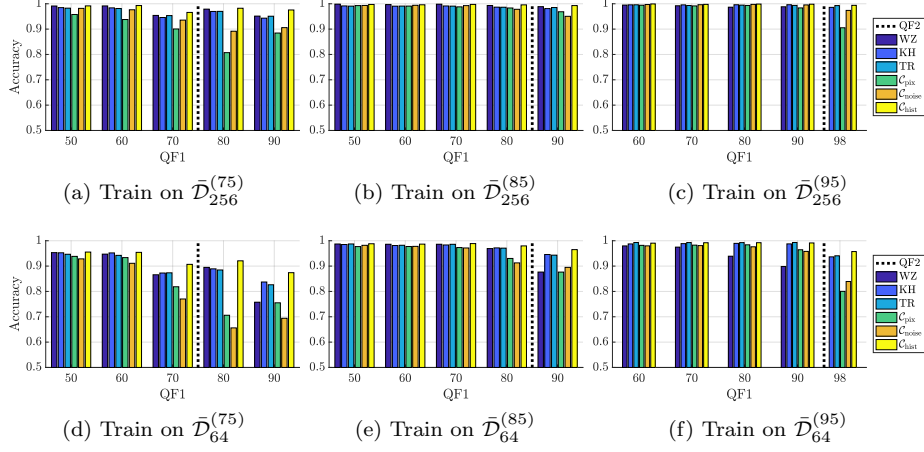 1
0.9
0.8
0.7
0.6
0.5
Accuracy
50 60 70 80 90
QF1
(a) Train on D̄₂₅₆⁽⁷⁵⁾
1
0.9
0.8
0.7
0.6
0.5
50 60 70 80 90
QF1
(b) Train on D̄₂₅₆⁽⁸⁵⁾
1
0.9
0.8
0.7
0.6
0.5
60 70 80 90 98
QF1
(c) Train on D̄₂₅₆⁽⁹⁵⁾
QF2
WZ
KH
TR
C_pix
C_noise
C_hist
1
0.9
0.8
0.7
0.6
0.5
Accuracy
50 60 70 80 90
QF1
(d) Train on D̄₆₄⁽⁷⁵⁾
1
0.9
0.8
0.7
0.6
0.5
50 60 70 80 90
QF1
(e) Train on D̄₆₄⁽⁸⁵⁾
1
0.9
0.8
0.7
0.6
0.5
60 70 80 90 98
QF1
(f) Train on D̄₆₄⁽⁹⁵⁾
QF2
WZ
KH
TR
C_pix
C_noise
C_hist